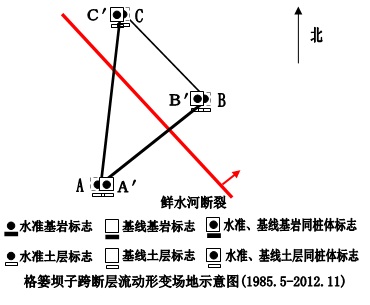 C′ C
北
B′ B
A A′
鲜水河断裂
水准基岩标志 基线基岩标志 水准、基线基岩同桩体标志
水准土层标志 基线土层标志 水准、基线土层同桩体标志
格篓坝子跨断层流动形变场地示意图(1985.5-2012.11)